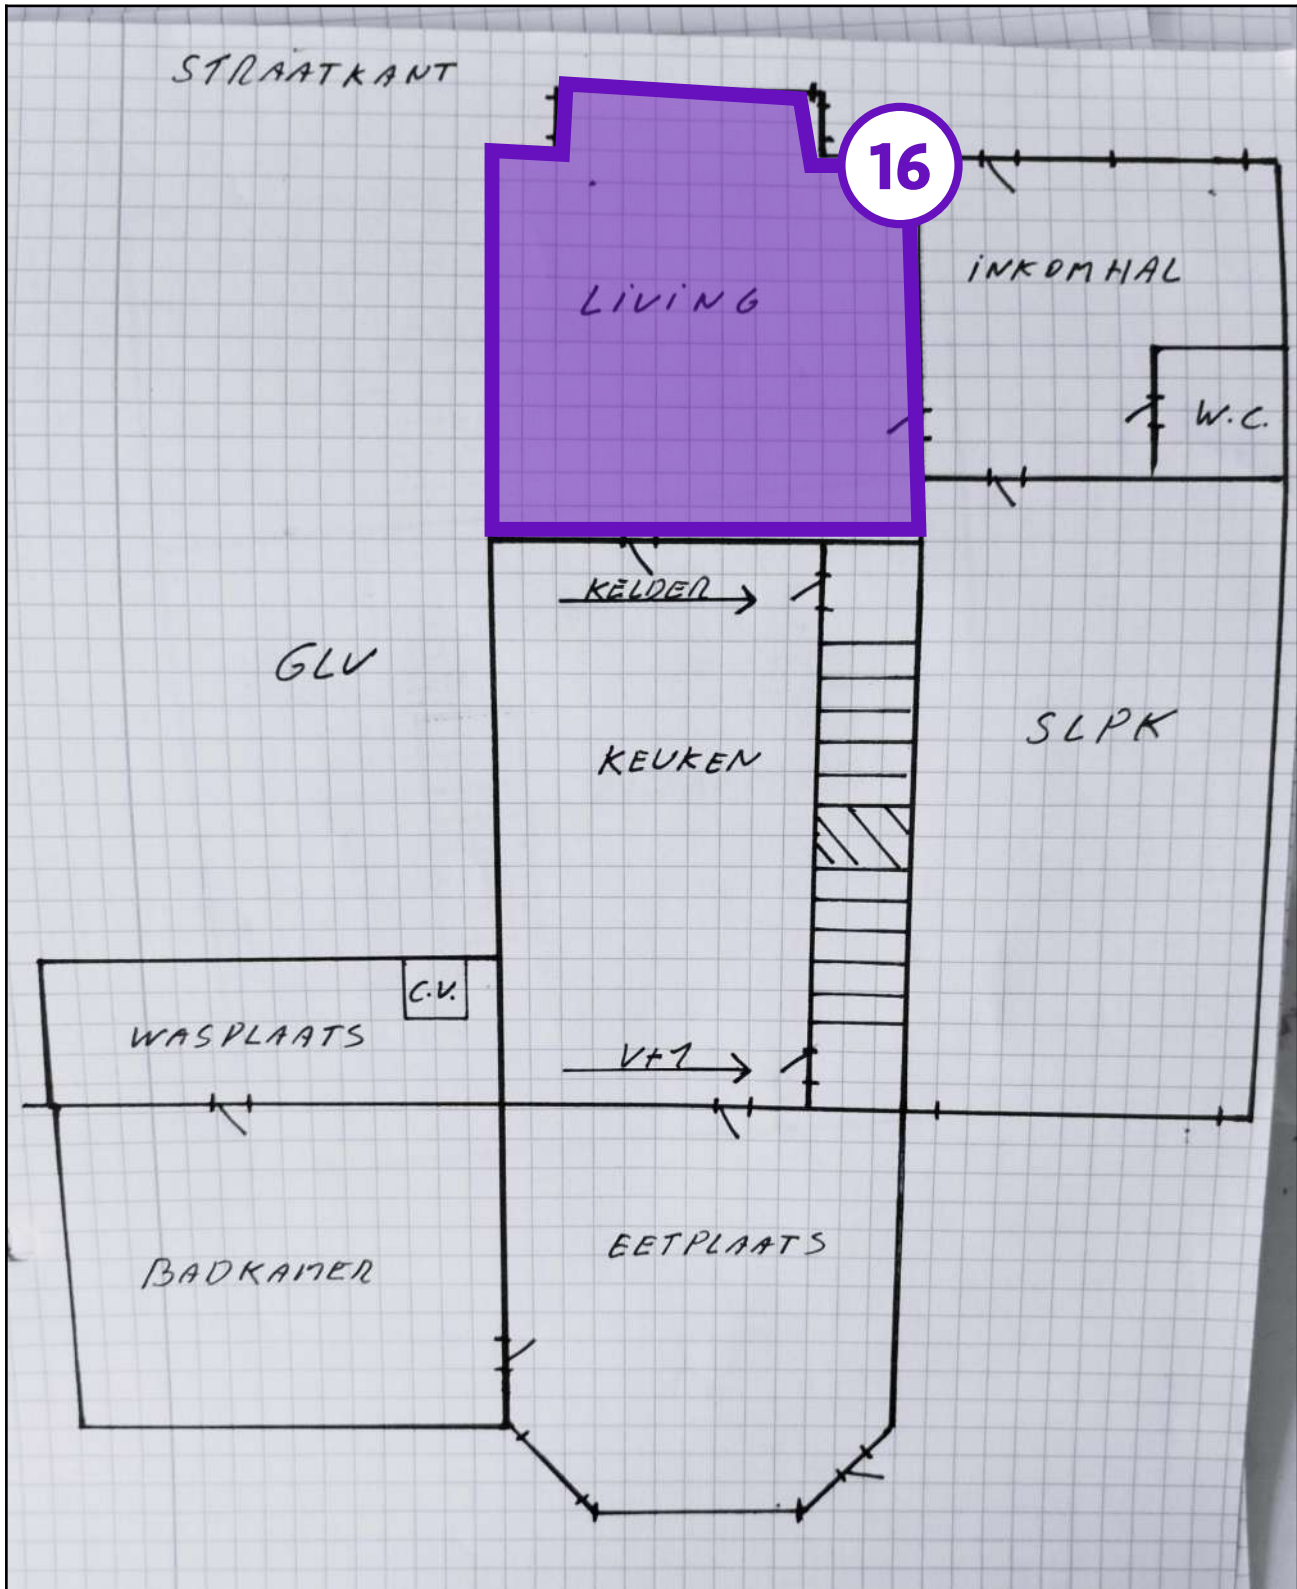 STRAATKANT
16
INKOMHAL
LIVING
W.C.
KELDER
GLV
SLPK
KEUKEN
C.V.
WASPLAATS
V+1
EETPLAATS
BADKAMER